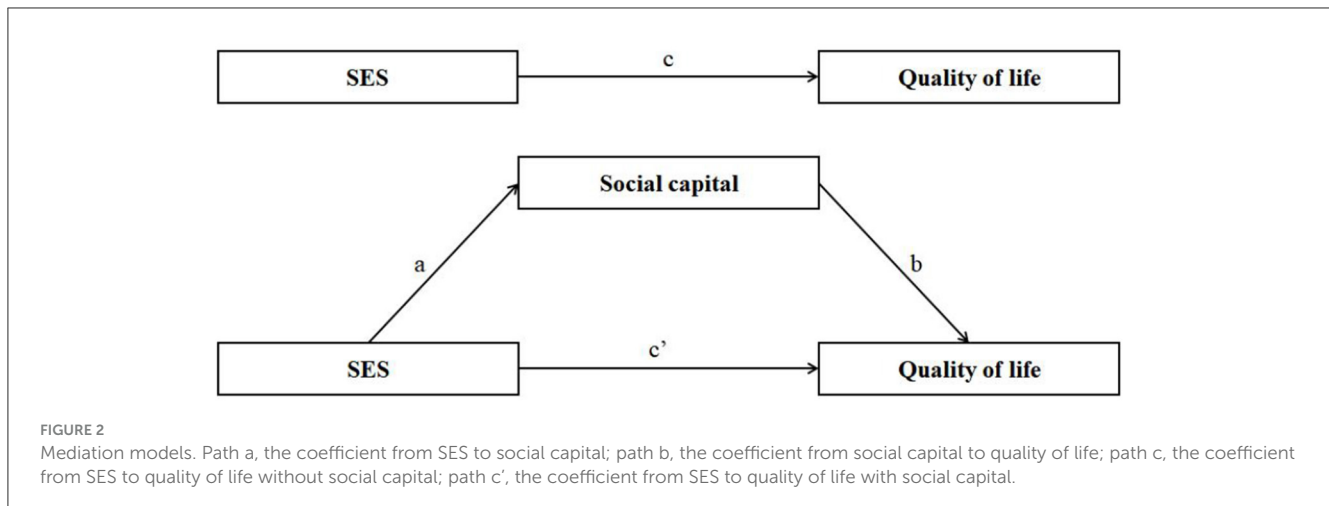 c
SES
Quality of life
Social capital
a
b
c’
SES
Quality of life
FIGURE 2
Mediation models. Path a, the coefficient from SES to social capital; path b, the coefficient from social capital to quality of life; path c, the coefficient
from SES to quality of life without social capital; path c’, the coefficient from SES to quality of life with social capital.